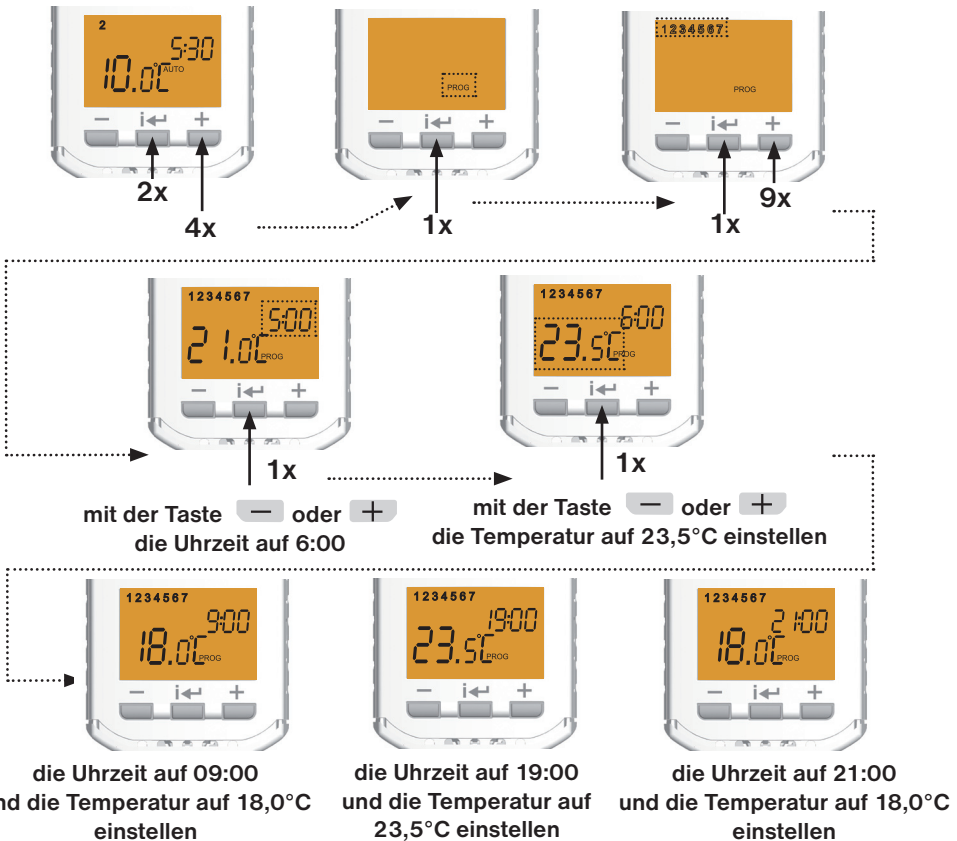 2
5:30
10.0°C
AUTO
− i↵ +
2x
4x
PROG
− i↵ +
1x
1234567
PROG
− i↵ +
9x
1x
1234567
5:00
21.0°C PROG
− i↵ +
1x
mit der Taste − oder +
die Uhrzeit auf 6:00
1234567
6:00
23.5°C PROG
− i↵ +
1x
mit der Taste − oder +
die Temperatur auf 23,5°C einstellen
1234567
9:00
18.0°C PROG
− i↵ +
die Uhrzeit auf 09:00
nd die Temperatur auf 18,0°C
einstellen
1234567
19:00
23.5°C PROG
− i↵ +
die Uhrzeit auf 19:00
und die Temperatur auf
23,5°C einstellen
1234567
21:00
18.0°C PROG
− i↵ +
die Uhrzeit auf 21:00
und die Temperatur auf 18,0°C
einstellen